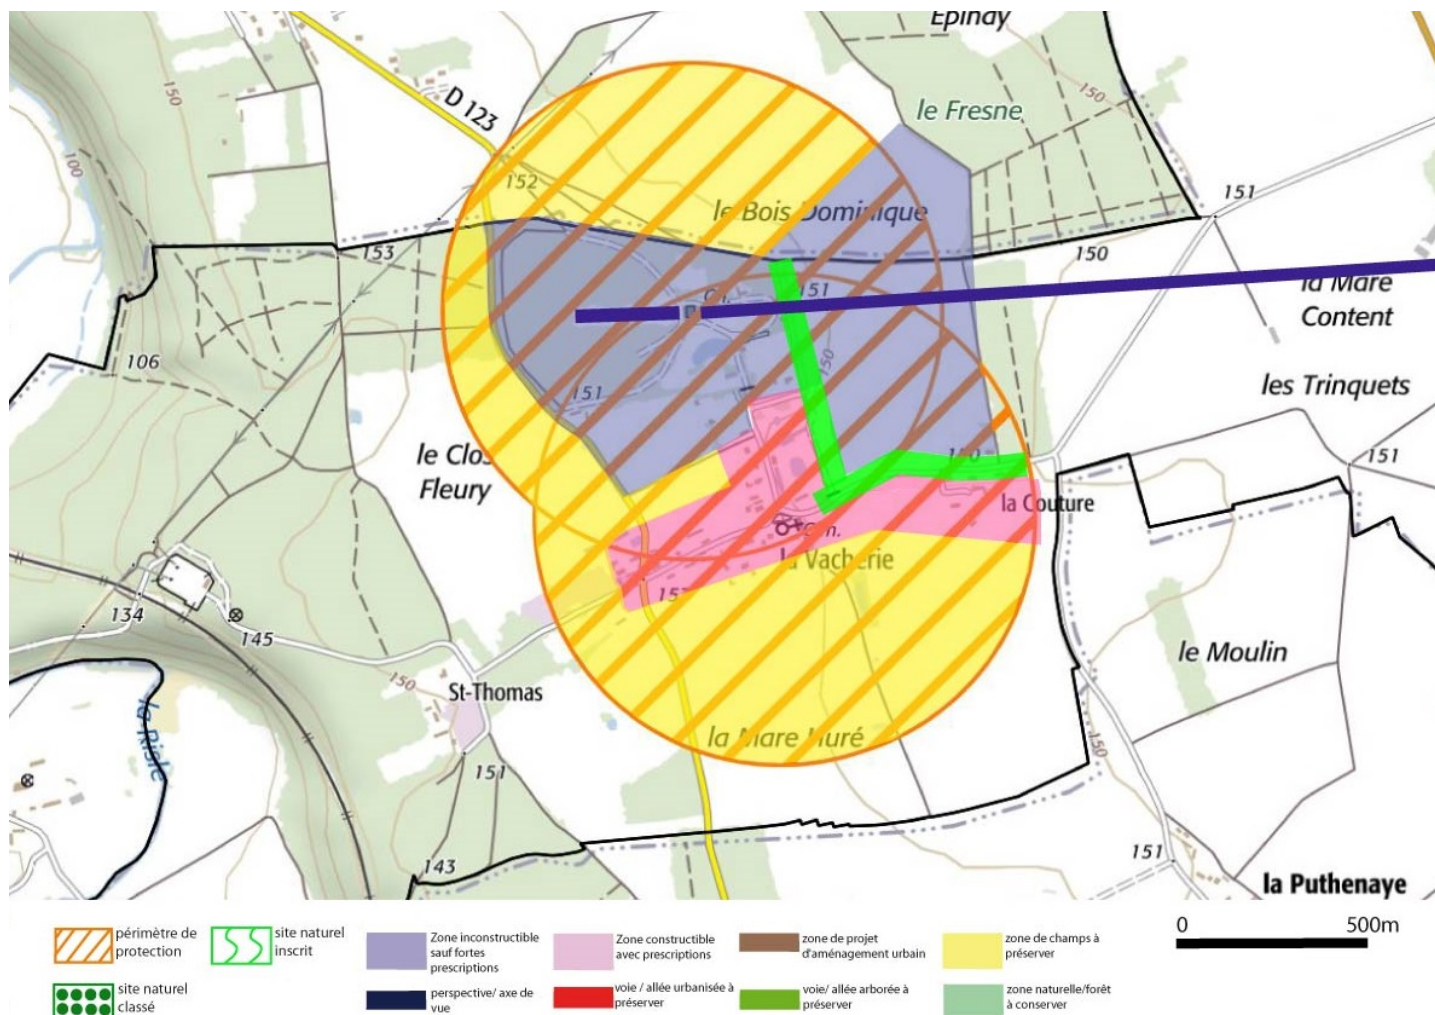 Epinay
150
le Fresne
D 123
100
152
151
le Bois Dominique
153
150
151
la Mare
Content
106
150
les Trinquets
151
le Clos
Fleury
151
la Couture
la Vacherie
134
145
le Moulin
150
St-Thomas
la Mare Huré
la Risle
150
151
143
151
la Puthenaye
périmètre de
protection
site naturel
inscrit
Zone inconstructible
sauf fortes
prescriptions
Zone constructible
avec prescriptions
zone de projet
d'aménagement urbain
zone de champs à
préserver
0
500m
site naturel
classé
perspective/ axe de
vue
voie / allée urbanisée à
préserver
voie/ allée arborée à
préserver
zone naturelle/forêt
à conserver